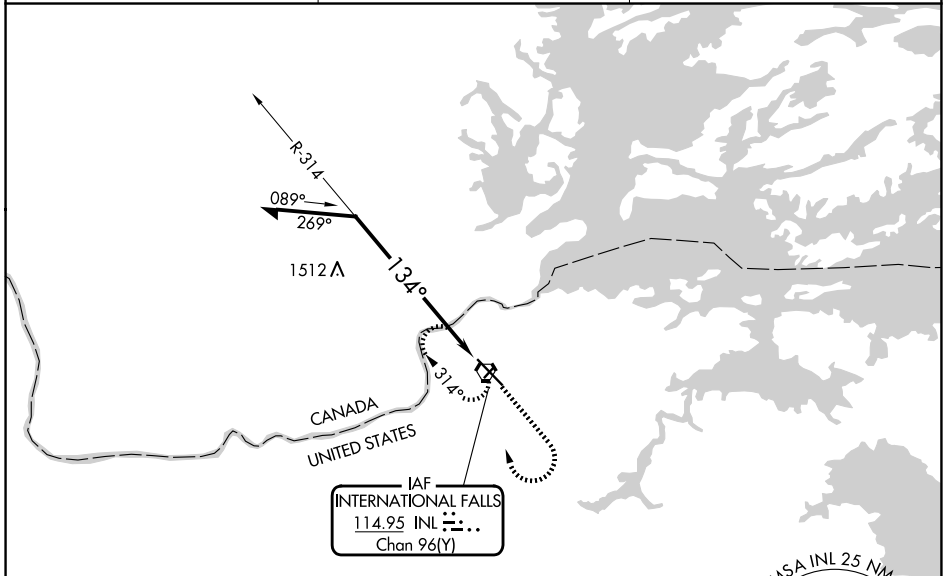 R-314
089°
269°
1512
134°
314°
CANADA
UNITED STATES
IAF
INTERNATIONAL FALLS
114.95 INL
Chan 96(Y)
MSA INL 25 NM